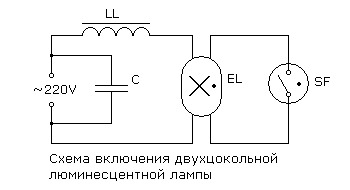 LL
~220V
C
EL
SF
Схема включения двухцокольной
люминесцентной лампы